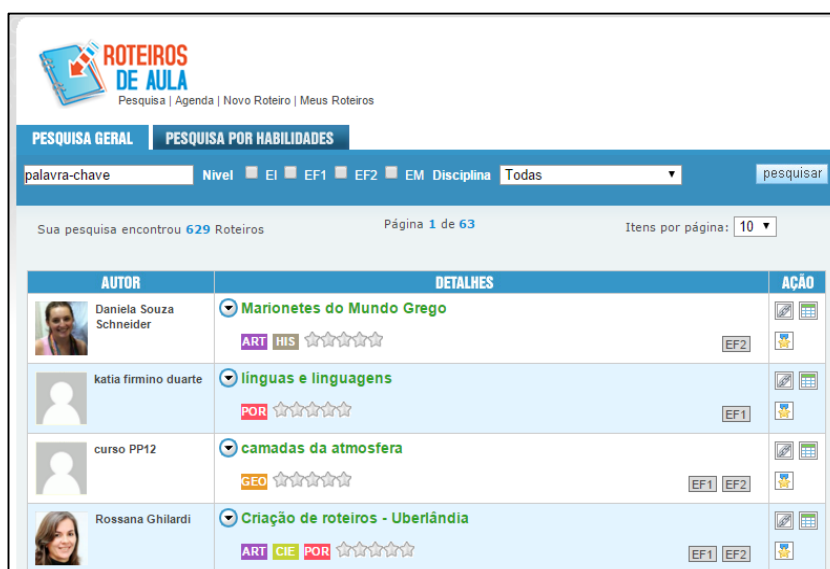 ROTEIROS
DE AULA
Pesquisa | Agenda | Novo Roteiro | Meus Roteiros
PESQUISA GERAL PESQUISA POR HABILIDADES
palavra-chave Nível EI EF1 EF2 EM Disciplina Todas pesquisar
Sua pesquisa encontrou 629 Roteiros Página 1 de 63 Itens por página: 10
AUTOR DETALHES AÇÃO
Daniela Souza Schneider Marionetes do Mundo Grego
ART HIS EF2
katia firmino duarte línguas e linguagens
POR EF1
curso PP12 camadas da atmosfera
GEO EF1 EF2
Rossana Ghilardi Criação de roteiros - Uberlândia
ART CIE POR EF1 EF2